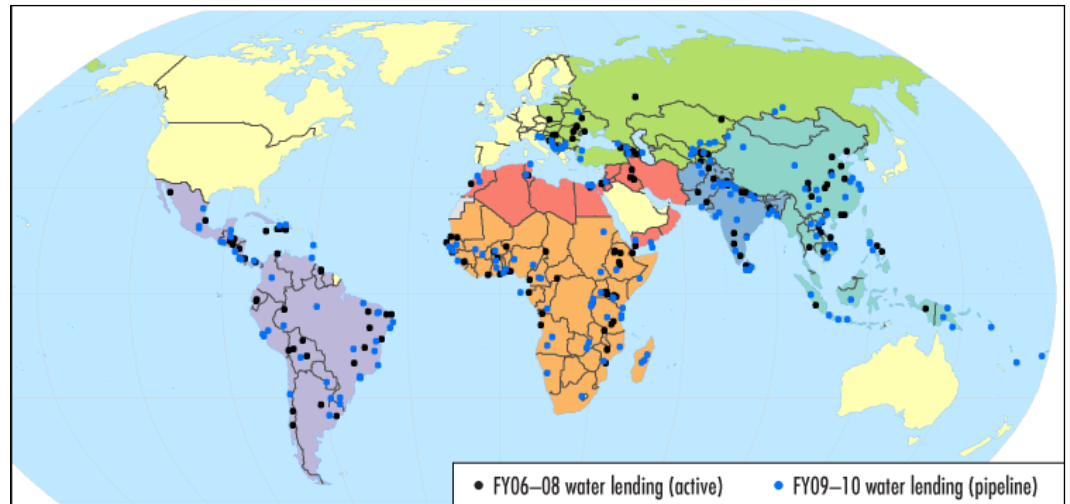 FY06–08 water lending (active)
FY09–10 water lending (pipeline)